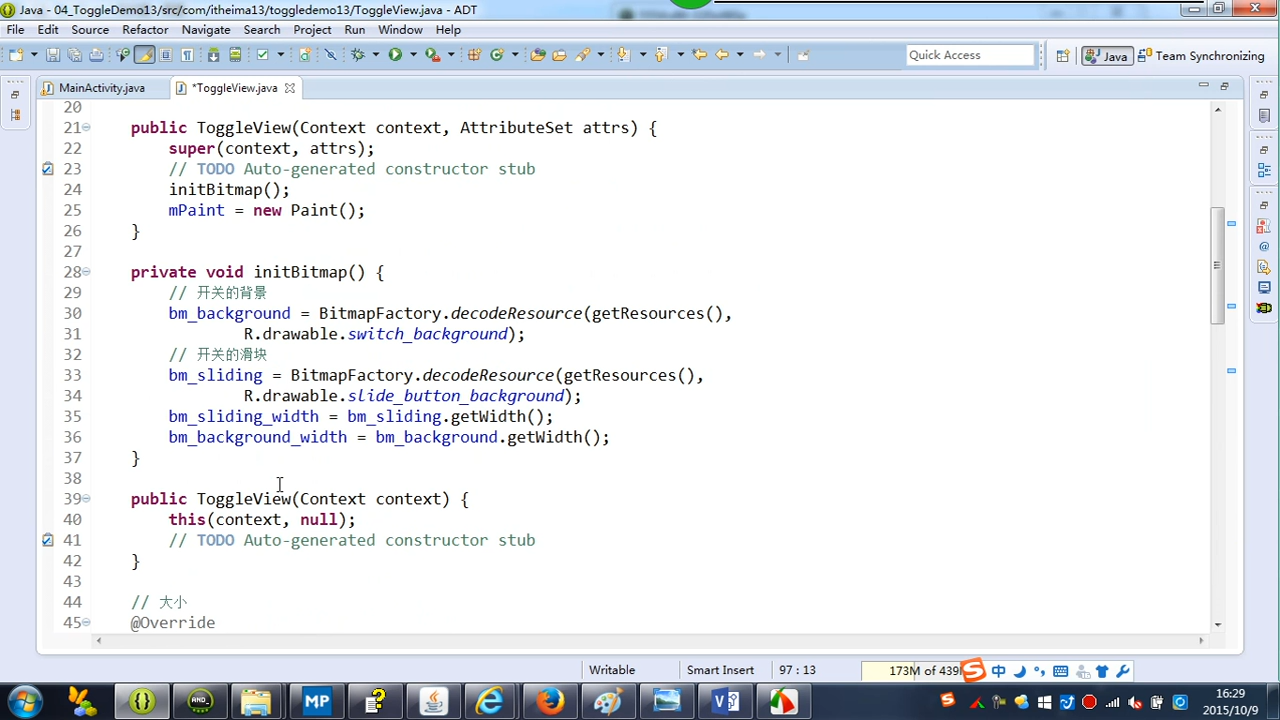 Java - 04_ToggleDemo13/src/com/itheima13/toggledemo13/ToggleView.java - ADT
File Edit Source Refactor Navigate Search Project Run Window Help
Quick Access
Java
Team Synchronizing
MainActivity.java
*ToggleView.java
20
21 public ToggleView(Context context, AttributeSet attrs) {
22 super(context, attrs);
23 // TODO Auto-generated constructor stub
24 initBitmap();
25 mPaint = new Paint();
26 }
27
28 private void initBitmap() {
29 // 开关的背景
30 bm_background = BitmapFactory.decodeResource(getResources(),
31 R.drawable.switch_background);
32 // 开关的滑块
33 bm_sliding = BitmapFactory.decodeResource(getResources(),
34 R.drawable.slide_button_background);
35 bm_sliding_width = bm_sliding.getWidth();
36 bm_background_width = bm_background.getWidth();
37 }
38
39 public ToggleView(Context context) {
40 this(context, null);
41 // TODO Auto-generated constructor stub
42 }
43
44 // 大小
45 @Override
Writable Smart Insert 97 : 13 173M of 439 中
16:29
2015/10/9